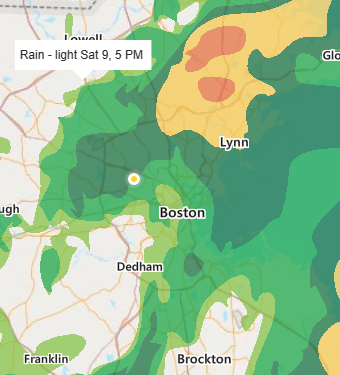 Lowell
Rain - light Sat 9, 5 PM
Glo
Lynn
ugh
Boston
Dedham
Franklin
Brockton